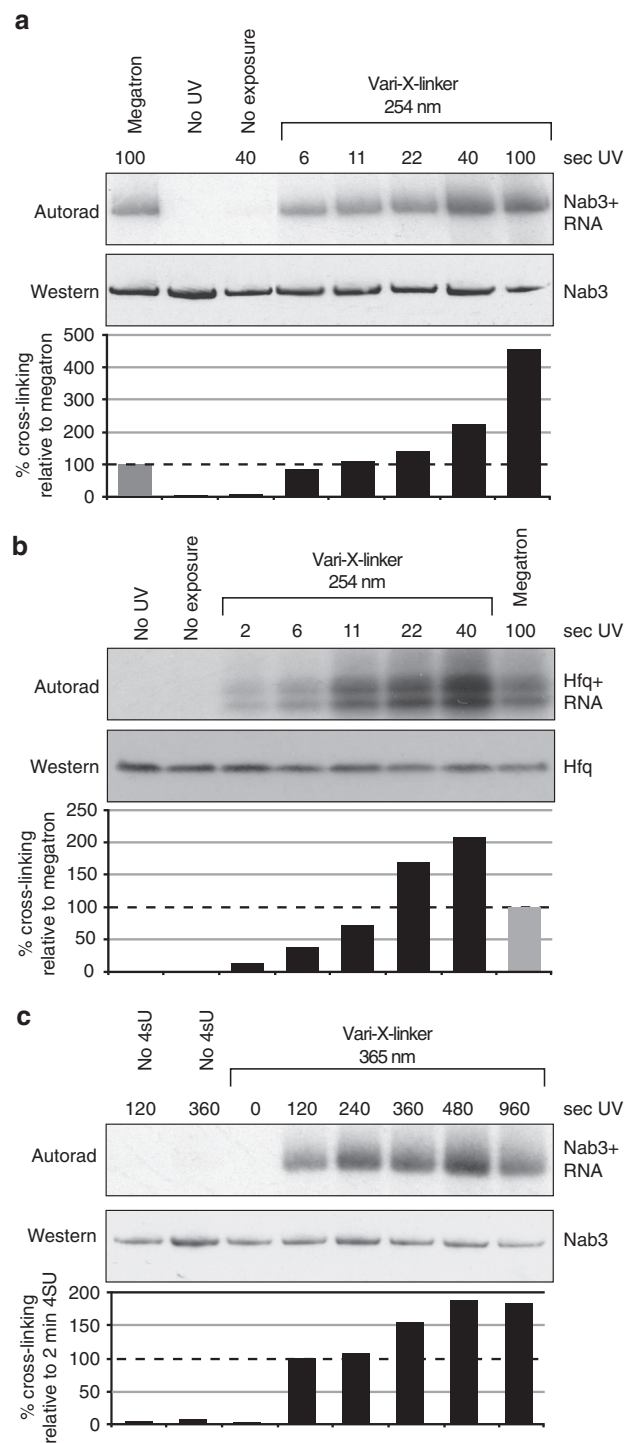 a
Megatron
No UV
No exposure
Vari-X-linker
254 nm
100 40 6 11 22 40 100 sec UV
Autorad
Nab3+
RNA
Western
Nab3
% cross-linking
relative to megatron
500
400
300
200
100
0
b
No UV
No exposure
Vari-X-linker
254 nm
Megatron
2 6 11 22 40 100 sec UV
Autorad
Hfq+
RNA
Western
Hfq
% cross-linking
relative to megatron
250
200
150
100
50
0
c
No 4sU
No 4sU
Vari-X-linker
365 nm
120 360 0 120 240 360 480 960 sec UV
Autorad
Nab3+
RNA
Western
Nab3
% cross-linking
relative to 2 min 4SU
200
150
100
50
0